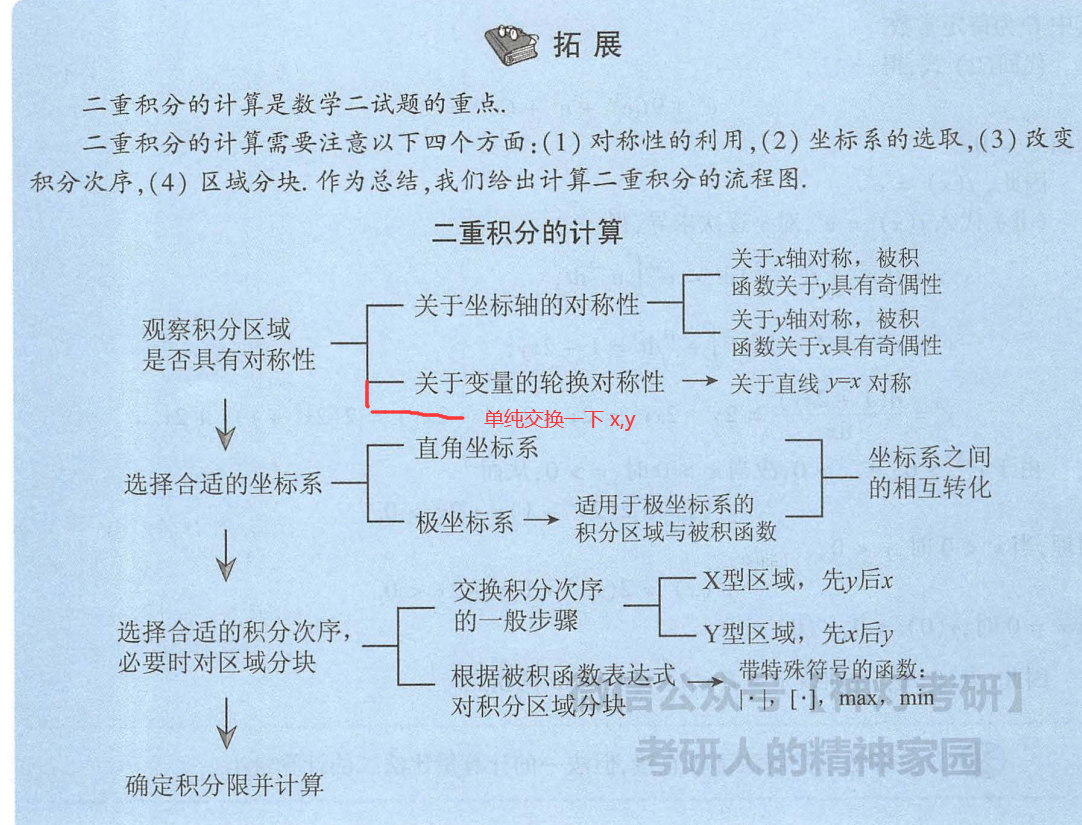 拓展
二重积分的计算是数学二试题的重点.
二重积分的计算需要注意以下四个方面:(1) 对称性的利用,(2) 坐标系的选取,(3) 改变
积分次序,(4) 区域分块. 作为总结,我们给出计算二重积分的流程图.
二重积分的计算
观察积分区域
是否具有对称性
关于坐标轴的对称性
关于x轴对称，被积
函数关于y具有奇偶性
关于y轴对称，被积
函数关于x具有奇偶性
关于变量的轮换对称性
关于直线 y=x 对称
单纯交换一下 x,y
选择合适的坐标系
直角坐标系
极坐标系
适用于极坐标系的
积分区域与被积函数
坐标系之间
的相互转化
选择合适的积分次序，
必要时对区域分块
交换积分次序
的一般步骤
X型区域，先y后x
Y型区域，先x后y
根据被积函数表达式
对积分区域分块
带特殊符号的函数：
|·|，[·]，max，min
确定积分限并计算
微信公众号【神灯考研】
考研人的精神家园